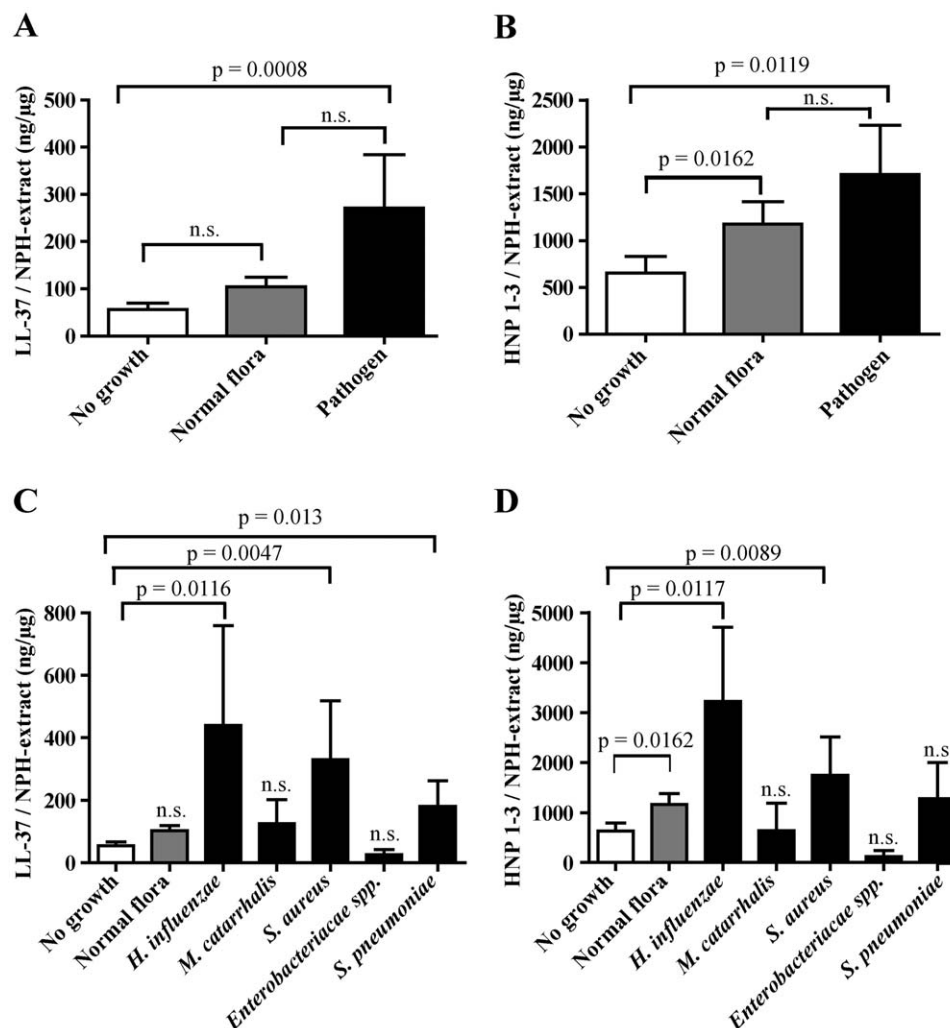 A
p = 0.0008
n.s.
n.s.
LL-37 / NPH-extract (ng/µg)
500
400
300
200
100
0
No growth
Normal flora
Pathogen
B
p = 0.0119
n.s.
p = 0.0162
HNP 1-3 / NPH-extract (ng/µg)
2500
2000
1500
1000
500
0
No growth
Normal flora
Pathogen
C
p = 0.013
p = 0.0047
p = 0.0116
n.s.
n.s.
n.s.
LL-37 / NPH-extract (ng/µg)
800
600
400
200
0
No growth
Normal flora
H. influenzae
M. catarrhalis
S. aureus
Enterobacteriacae spp.
S. pneumoniae
D
p = 0.0089
p = 0.0117
p = 0.0162
n.s.
n.s.
n.s
HNP 1-3 / NPH-extract (ng/µg)
5000
4000
3000
2000
1000
0
No growth
Normal flora
H. influenzae
M. catarrhalis
S. aureus
Enterobacteriacae spp.
S. pneumoniae